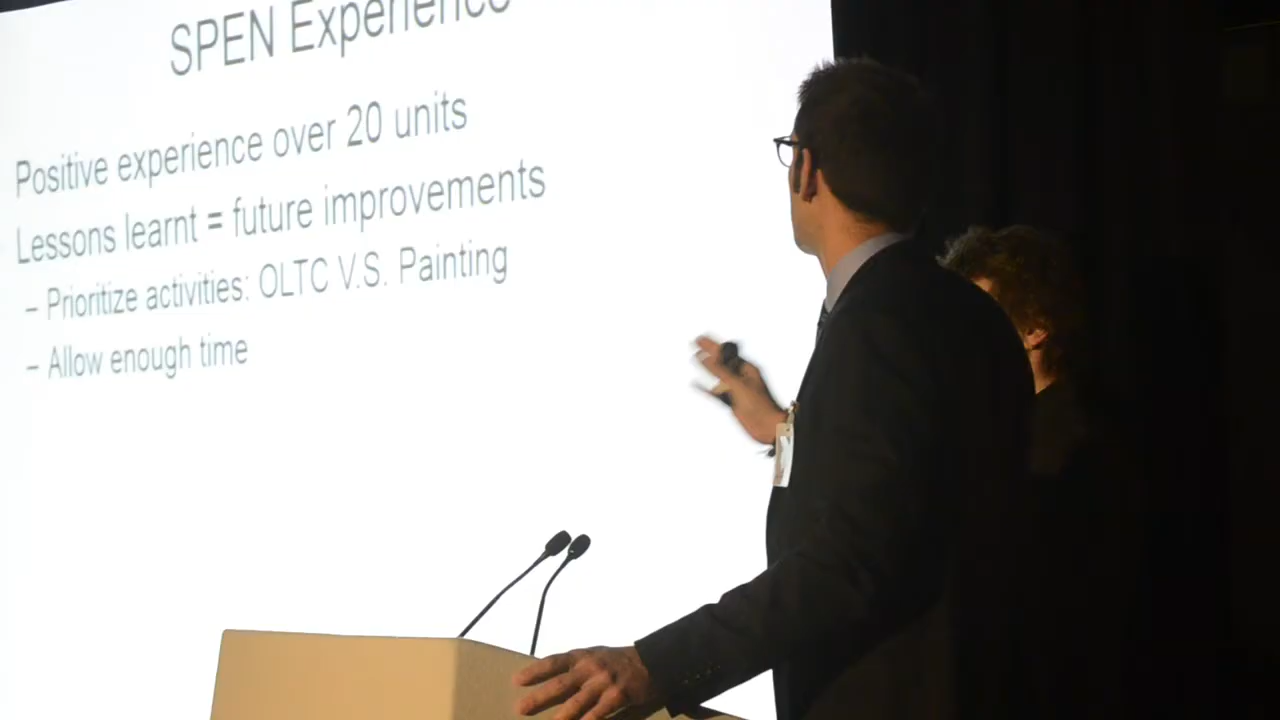 SPEN Experience
Positive experience over 20 units
Lessons learnt = future improvements
– Prioritize activities: OLTC V.S. Painting
– Allow enough time